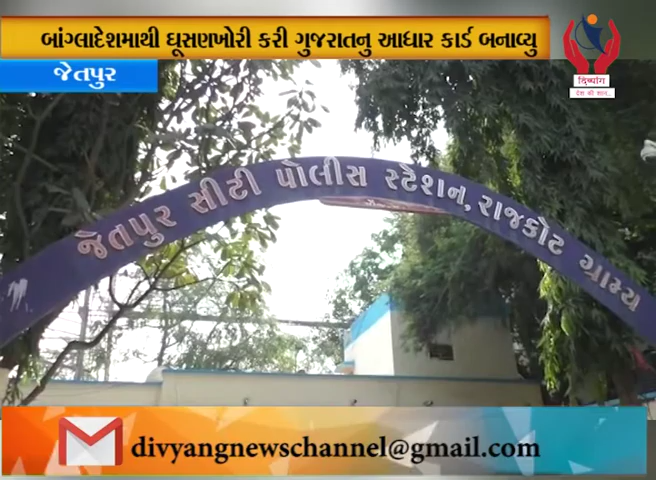 બાંગ્લાદેશમાથી ઘૂસણખોરી કરી ગુજરાતનુ આધાર કાર્ડ બનાવ્યુ
જેતપુર
दिव्यांग
देश की शान..
જેતપુર સીટી પોલીસ સ્ટેશન, રાજકોટ ગ્રામ્ય
divyangnewschannel@gmail.com